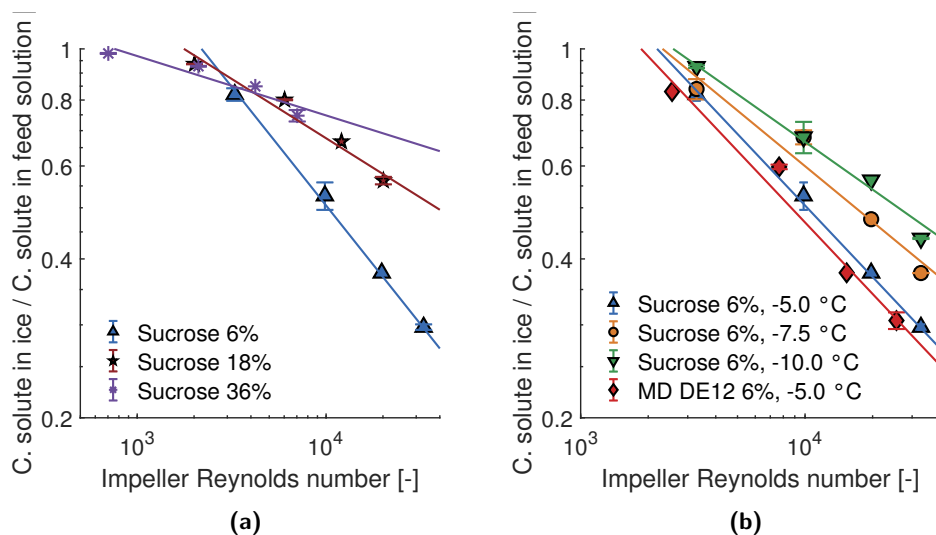 C. solute in ice / C. solute in feed solution
1
0.8
0.6
0.4
0.2
Sucrose 6%
Sucrose 18%
Sucrose 36%
10³
10⁴
Impeller Reynolds number [-]
(a)
C. solute in ice / C. solute in feed solution
1
0.8
0.6
0.4
0.2
Sucrose 6%, -5.0 °C
Sucrose 6%, -7.5 °C
Sucrose 6%, -10.0 °C
MD DE12 6%, -5.0 °C
10³
10⁴
Impeller Reynolds number [-]
(b)